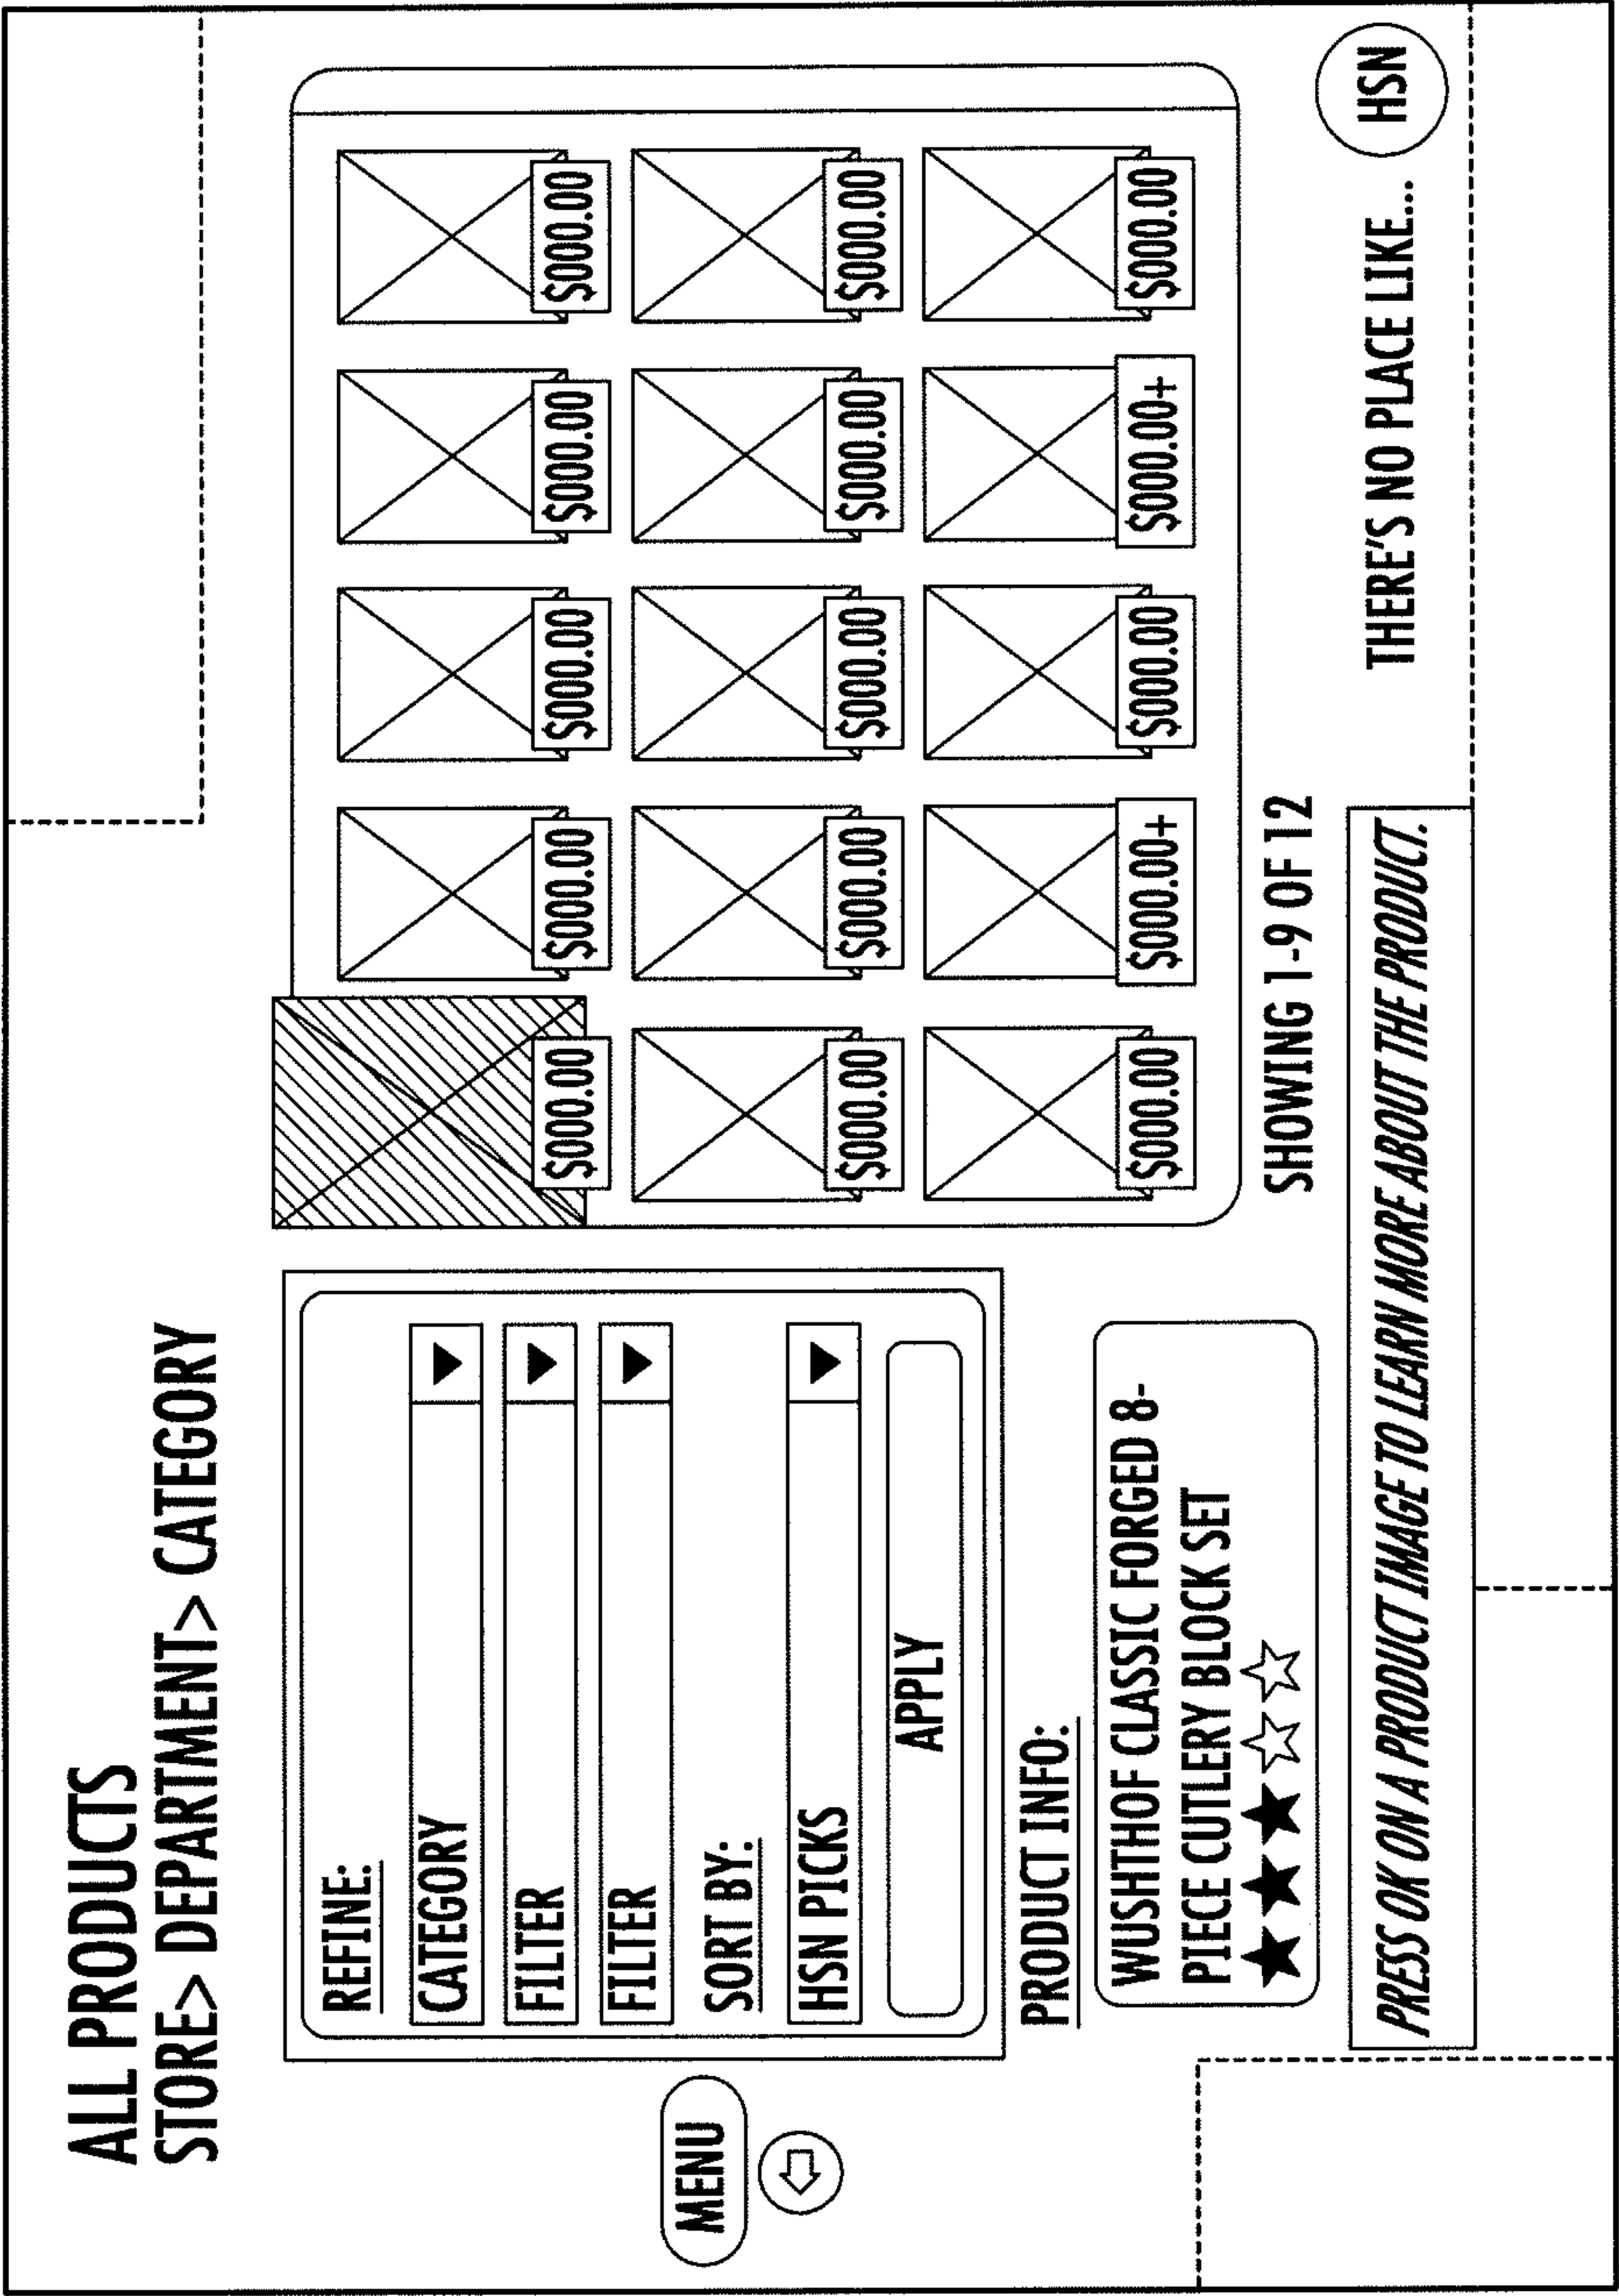 ALL PRODUCTS
STORE> DEPARTMENT> CATEGORY
MENU
REFINE:
CATEGORY
FILTER
FILTER
SORT BY:
HSN PICKS
APPLY
PRODUCT INFO:
WUSHTHOF CLASSIC FORGED 8-
PIECE CUTLERY BLOCK SET
$000.00 $000.00 $000.00 $000.00 $000.00
$000.00 $000.00 $000.00 $000.00 $000.00
$000.00 $000.00+ $000.00 $000.00+ $000.00
SHOWING 1-9 OF 12
PRESS OK ON A PRODUCT IMAGE TO LEARN MORE ABOUT THE PRODUCT.
THERE'S NO PLACE LIKE... HSN